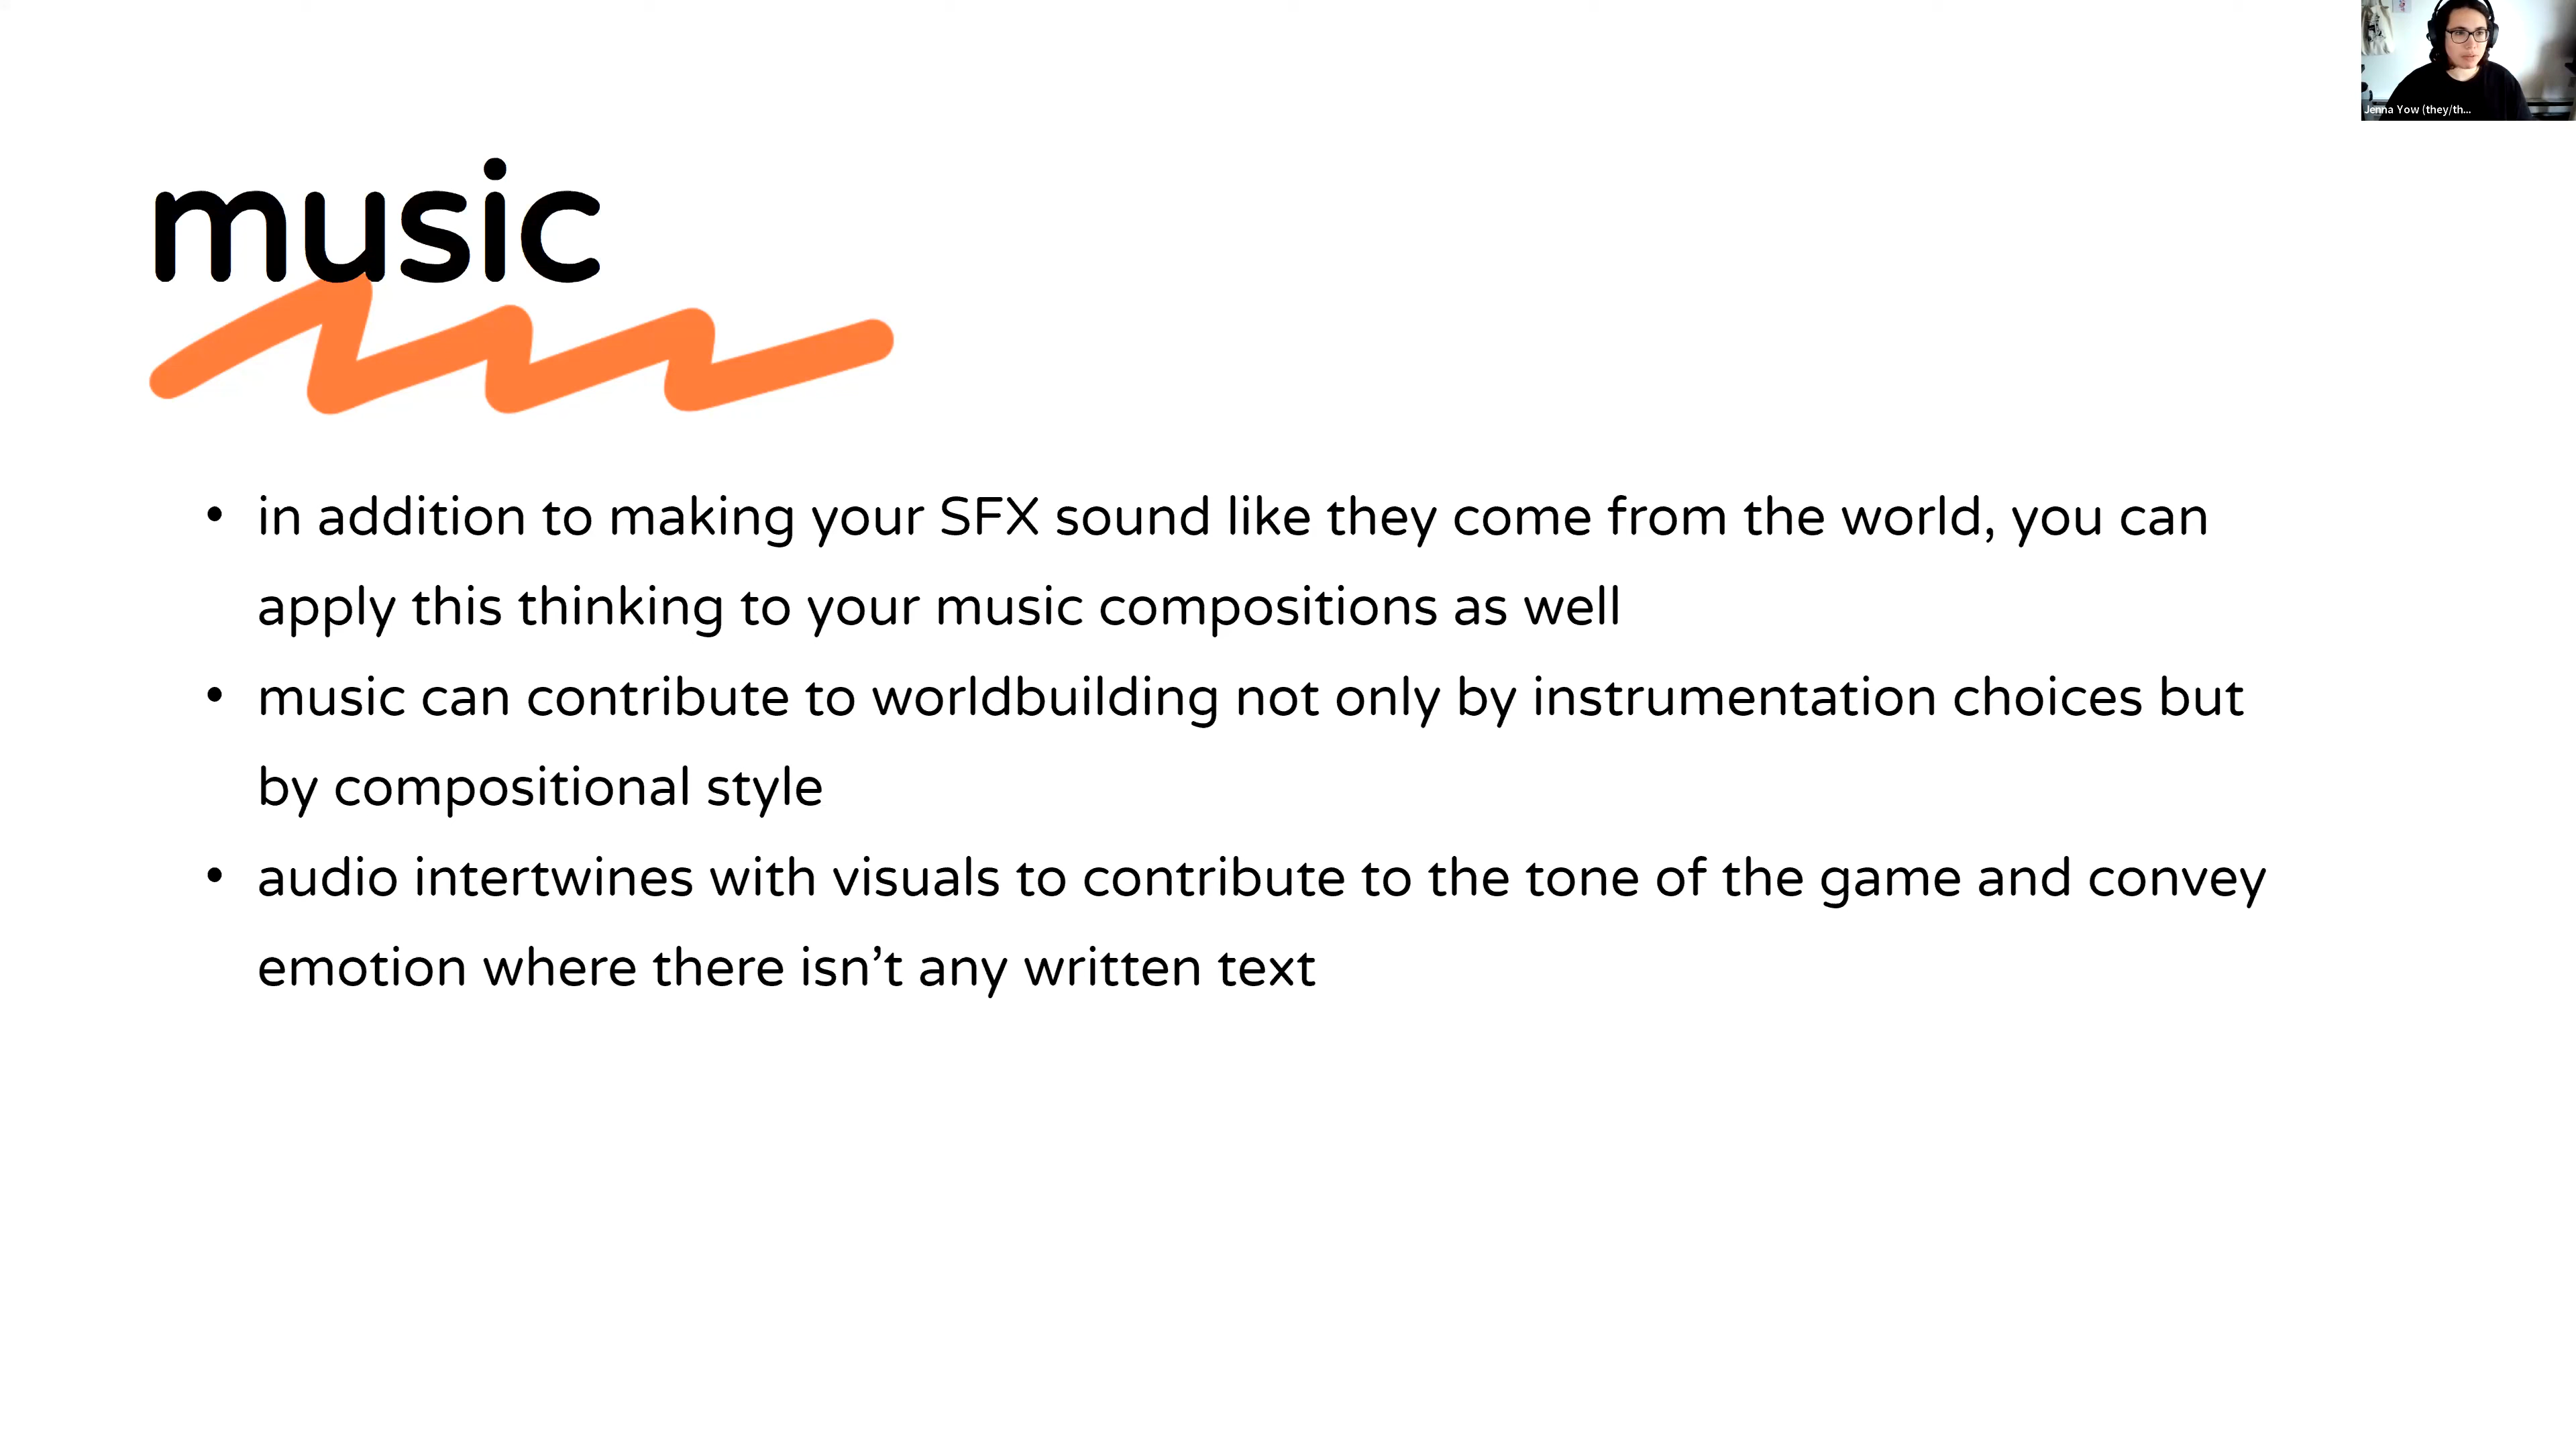 Jenna Yow (they/th...
music
• in addition to making your SFX sound like they come from the world, you can
apply this thinking to your music compositions as well
• music can contribute to worldbuilding not only by instrumentation choices but
by compositional style
• audio intertwines with visuals to contribute to the tone of the game and convey
emotion where there isn’t any written text